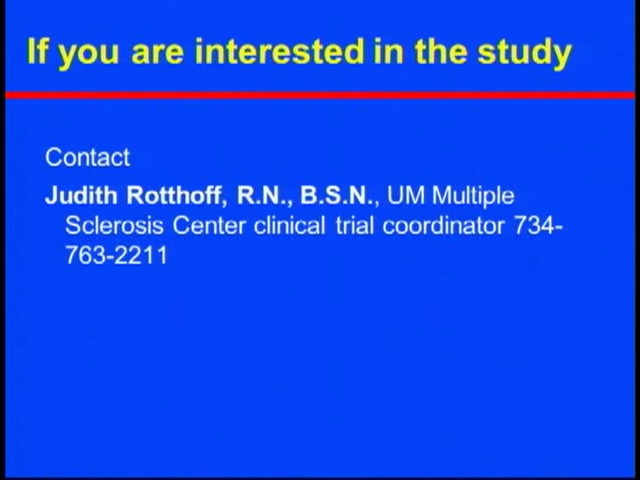 If you are interested in the study
Contact
Judith Rotthoff, R.N., B.S.N., UM Multiple
Sclerosis Center clinical trial coordinator 734-
763-2211